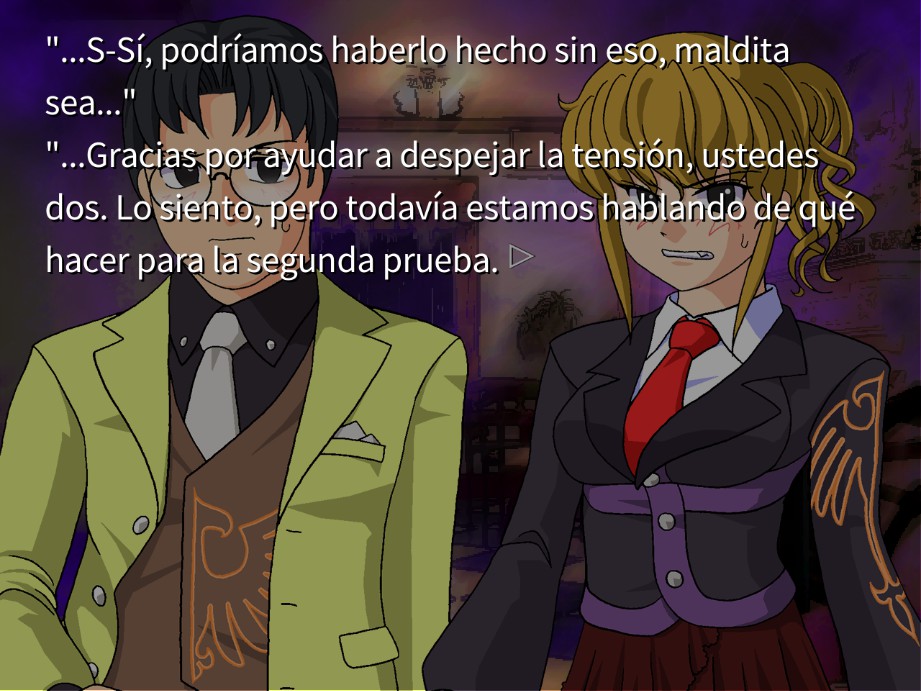 "...S-Sí, podríamos haberlo hecho sin eso, maldita
sea..."
"...Gracias por ayudar a despejar la tensión, ustedes
dos. Lo siento, pero todavía estamos hablando de qué
hacer para la segunda prueba.